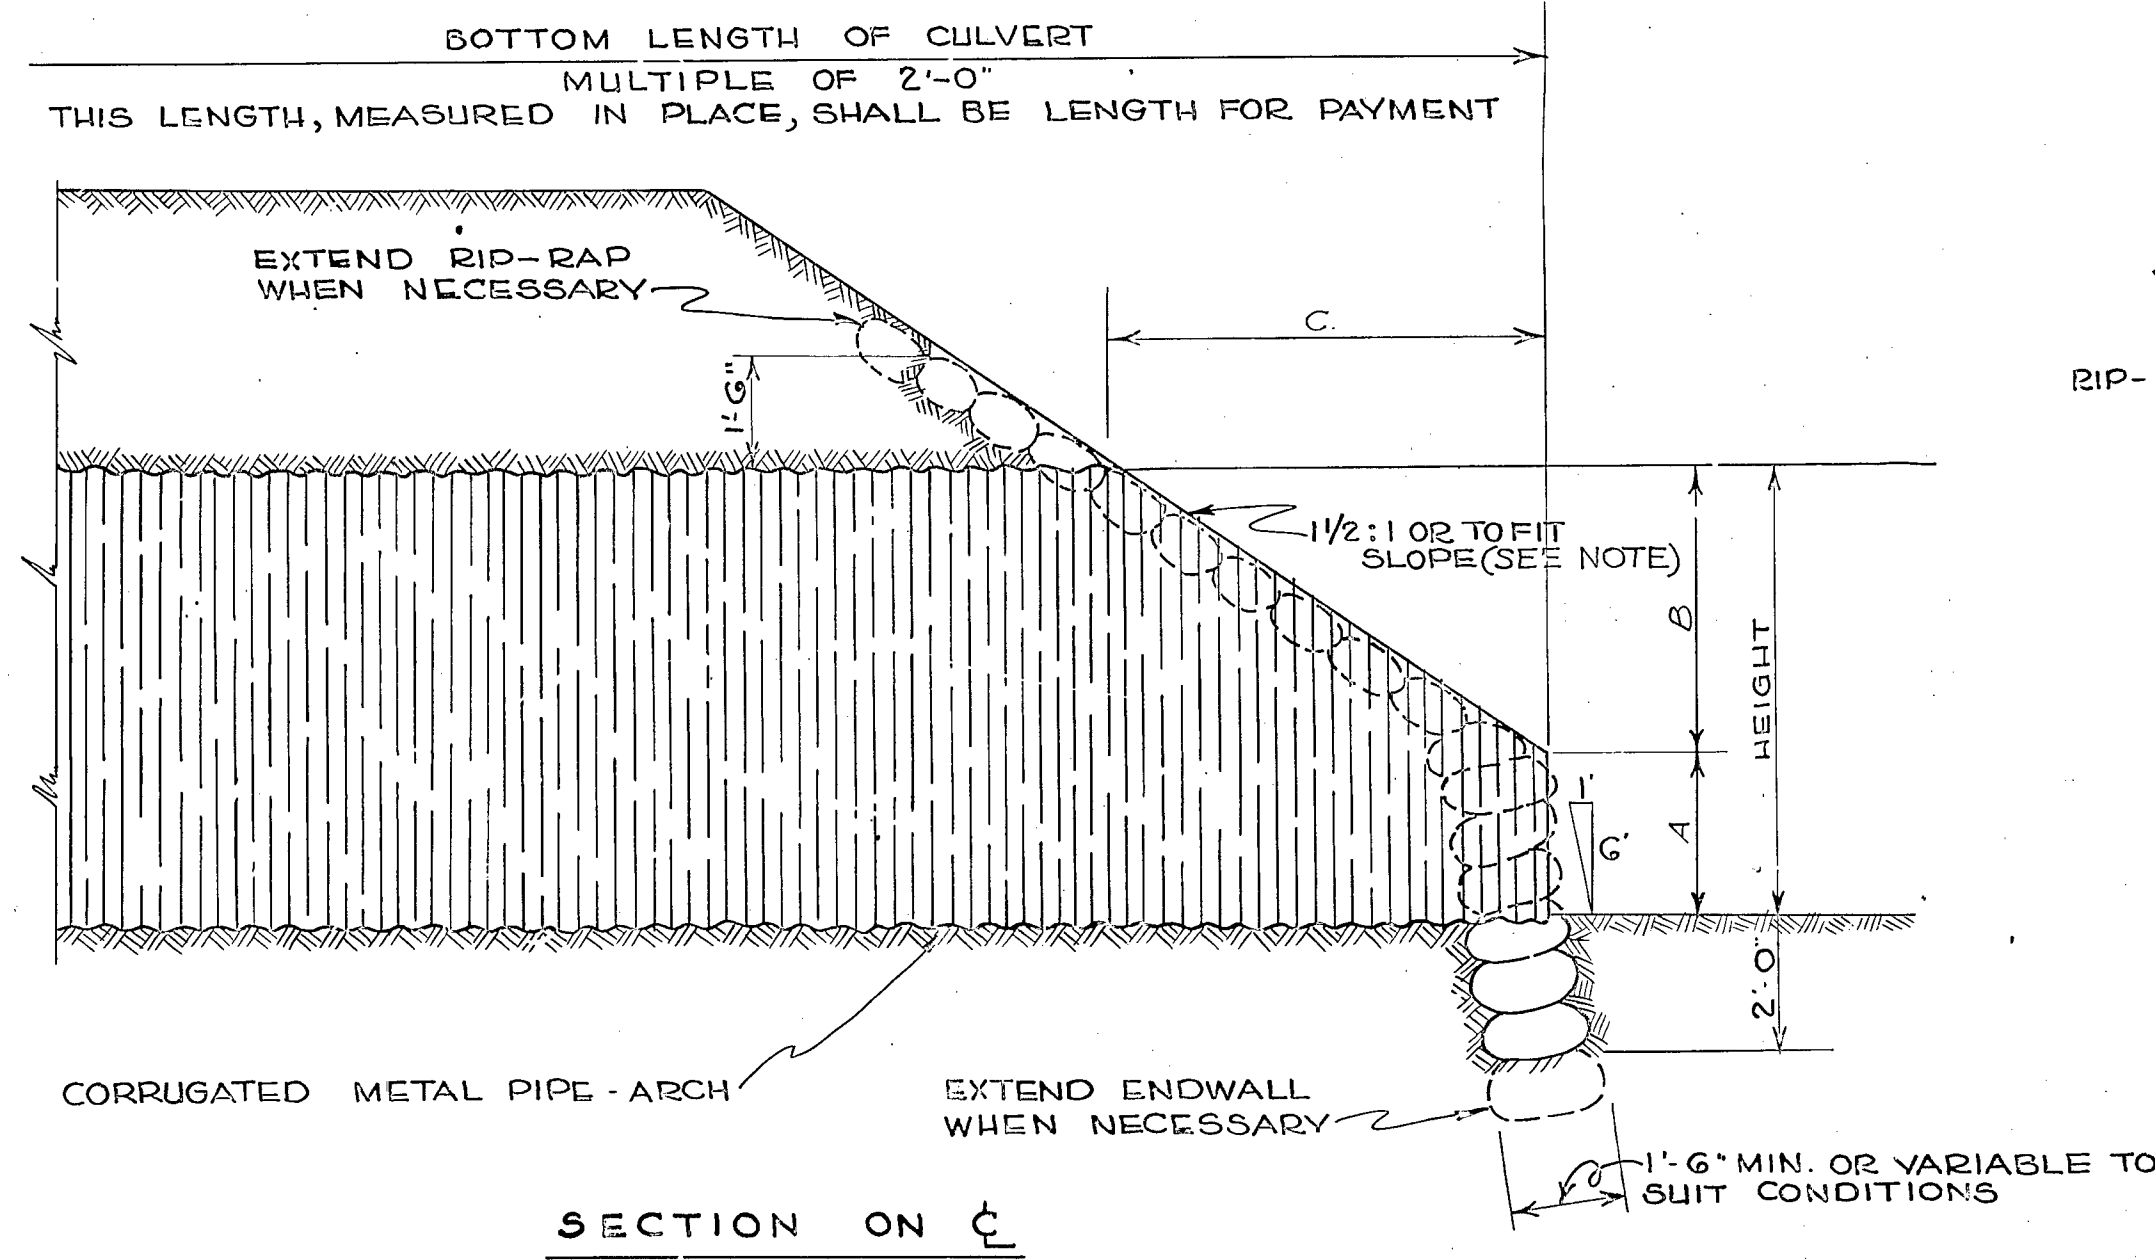 BOTTOM LENGTH OF CULVERT
MULTIPLE OF 2'-0"
THIS LENGTH, MEASURED IN PLACE, SHALL BE LENGTH FOR PAYMENT
EXTEND RIP-RAP
WHEN NECESSARY
C.
1'-6"
RIP-
1 1/2 : 1 OR TO FIT
SLOPE (SEE NOTE)
B
HEIGHT
1'
A
6'
2'-0"
CORRUGATED METAL PIPE - ARCH
EXTEND ENDWALL
WHEN NECESSARY
1'-6" MIN. OR VARIABLE TO
SUIT CONDITIONS
SECTION ON ℄